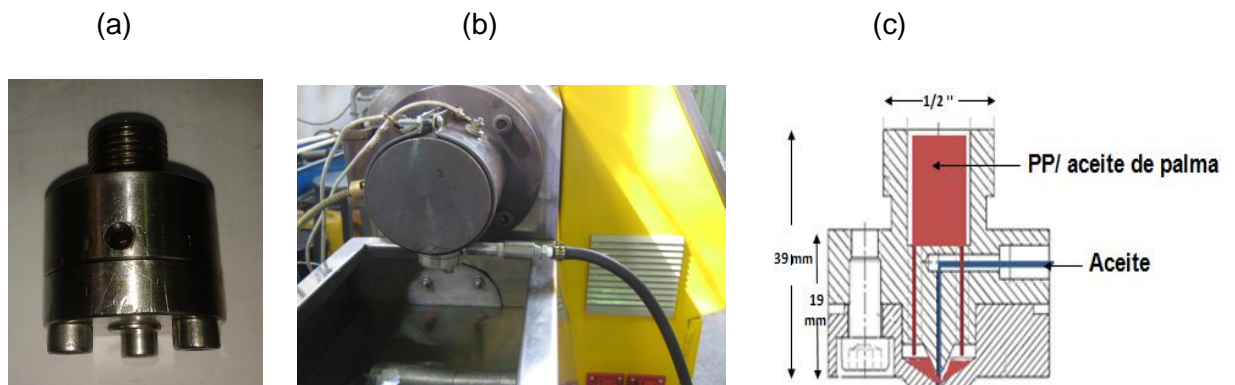 (a)
(b)
(c)
1/2 "
PP/ aceite de palma
Aceite
39 mm
19
mm